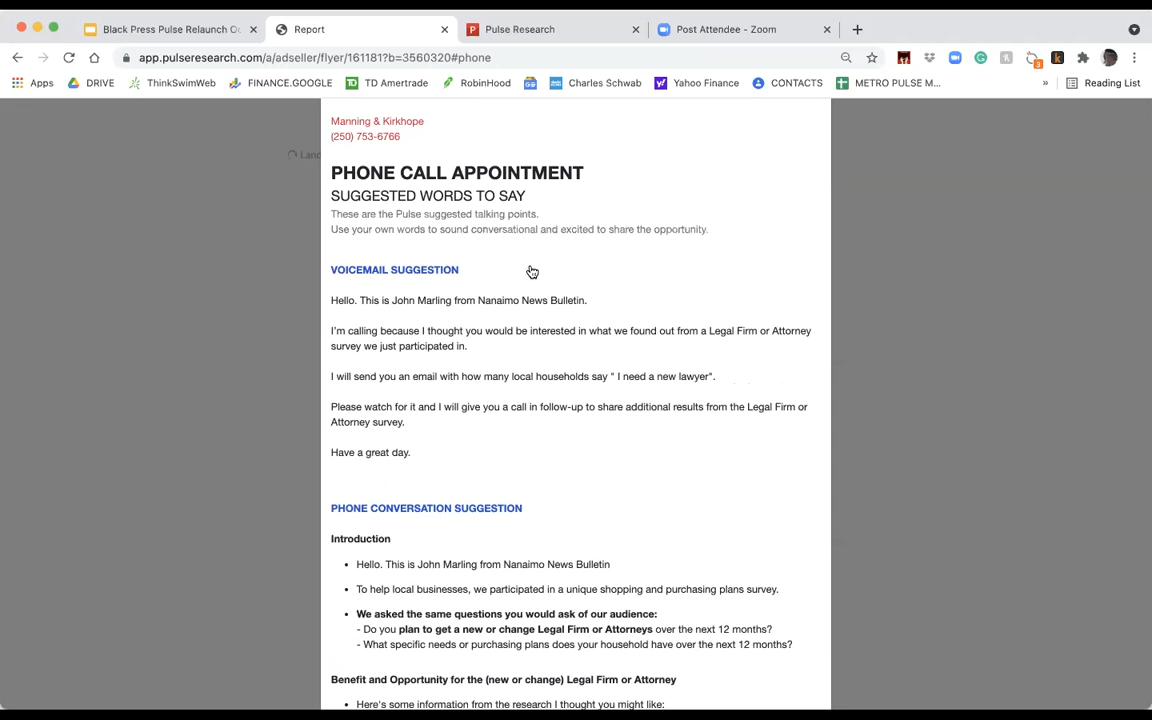 Black Press Pulse Relaunch
Report
Pulse Research
Post Attendee - Zoom
app.pulseresearch.com/a/adseller/flyer/161181?b=3560320#phone
3
Apps
DRIVE
ThinkSwimWeb
FINANCE.GOOGLE
TD Amertrade
RobinHood
Charles Schwab
Yahoo Finance
CONTACTS
METRO PULSE M...
»
Reading List
Manning & Kirkhope
(250) 753-6766
PHONE CALL APPOINTMENT
SUGGESTED WORDS TO SAY
These are the Pulse suggested talking points.
Use your own words to sound conversational and excited to share the opportunity.
VOICEMAIL SUGGESTION
Hello. This is John Marling from Nanaimo News Bulletin.
I'm calling because I thought you would be interested in what we found out from a Legal Firm or Attorney
survey we just participated in.
I will send you an email with how many local households say " I need a new lawyer".
Please watch for it and I will give you a call in follow-up to share additional results from the Legal Firm or
Attorney survey.
Have a great day.
PHONE CONVERSATION SUGGESTION
Introduction
• Hello. This is John Marling from Nanaimo News Bulletin
• To help local businesses, we participated in a unique shopping and purchasing plans survey.
• We asked the same questions you would ask of our audience:
- Do you plan to get a new or change Legal Firm or Attorneys over the next 12 months?
- What specific needs or purchasing plans does your household have over the next 12 months?
Benefit and Opportunity for the (new or change) Legal Firm or Attorney
• Here's some information from the research I thought you might like: